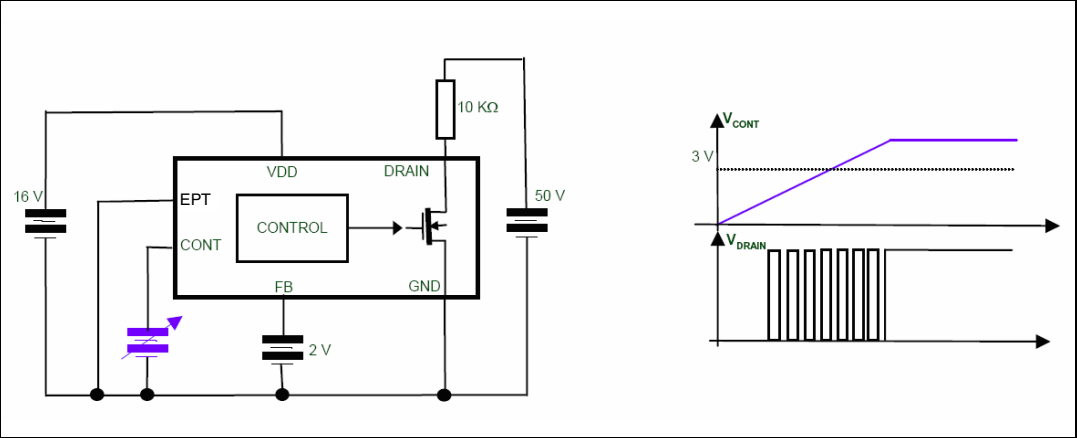 10 KΩ
VDD
DRAIN
16 V
EPT
50 V
CONTROL
CONT
FB
GND
2 V
VCONT
3 V
VDRAIN